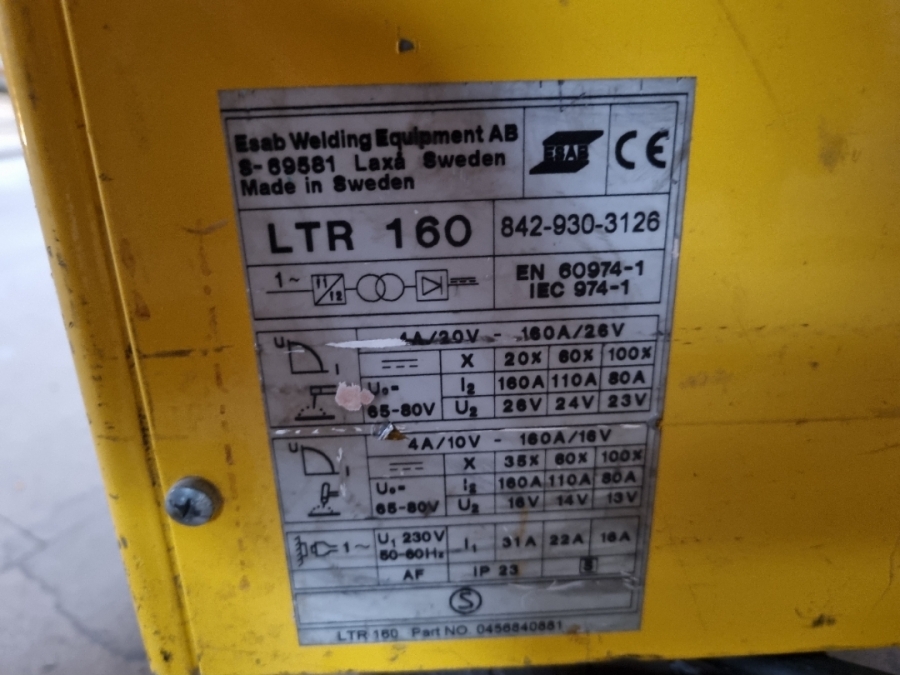 Esab Welding Equipment AB
S-69581 Laxå Sweden
Made in Sweden
ESAB
CE
LTR 160
842-930-3126
1~
f1
f2
EN 60974-1
IEC 974-1
U
I
4A/20V - 160A/26V
X 20% 60% 100%
U₀=
65-80V
I₂ 160A 110A 80A
U₂ 26V 24V 23V
U
I
4A/10V - 160A/16V
X 35% 60% 100%
U₀=
65-80V
I₂ 160A 110A 80A
U₂ 16V 14V 13V
1~
U₁ 230V
50-60Hz
I₁ 31A 22A 16A
AF IP 23 S
S
LTR 160 Part NO. 0456840881